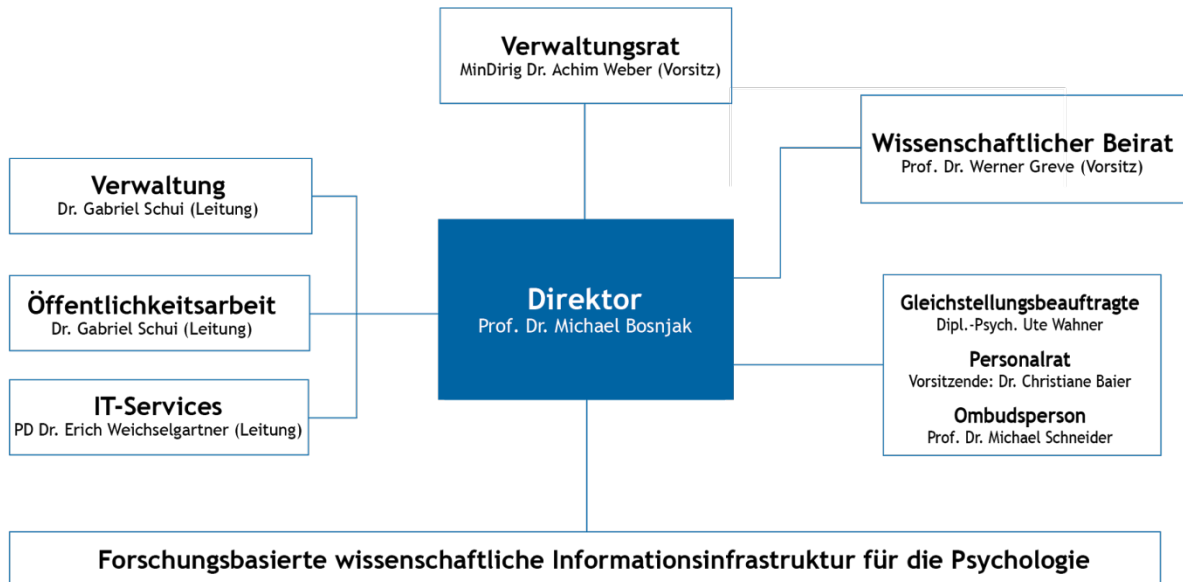 Verwaltungsrat
MinDirig Dr. Achim Weber (Vorsitz)
Wissenschaftlicher Beirat
Prof. Dr. Werner Greve (Vorsitz)
Verwaltung
Dr. Gabriel Schui (Leitung)
Öffentlichkeitsarbeit
Dr. Gabriel Schui (Leitung)
IT-Services
PD Dr. Erich Weichselgartner (Leitung)
Direktor
Prof. Dr. Michael Bosnjak
Gleichstellungsbeauftragte
Dipl.-Psych. Ute Wahner
Personalrat
Vorsitzende: Dr. Christiane Baier
Ombudsperson
Prof. Dr. Michael Schneider
Forschungsbasierte wissenschaftliche Informationsinfrastruktur für die Psychologie